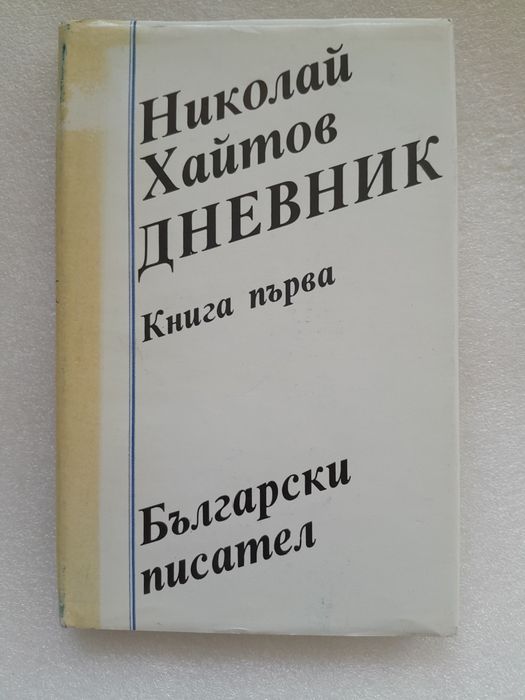 Николай
Хайтов
ДНЕВНИК
Книга първа
Български
писател